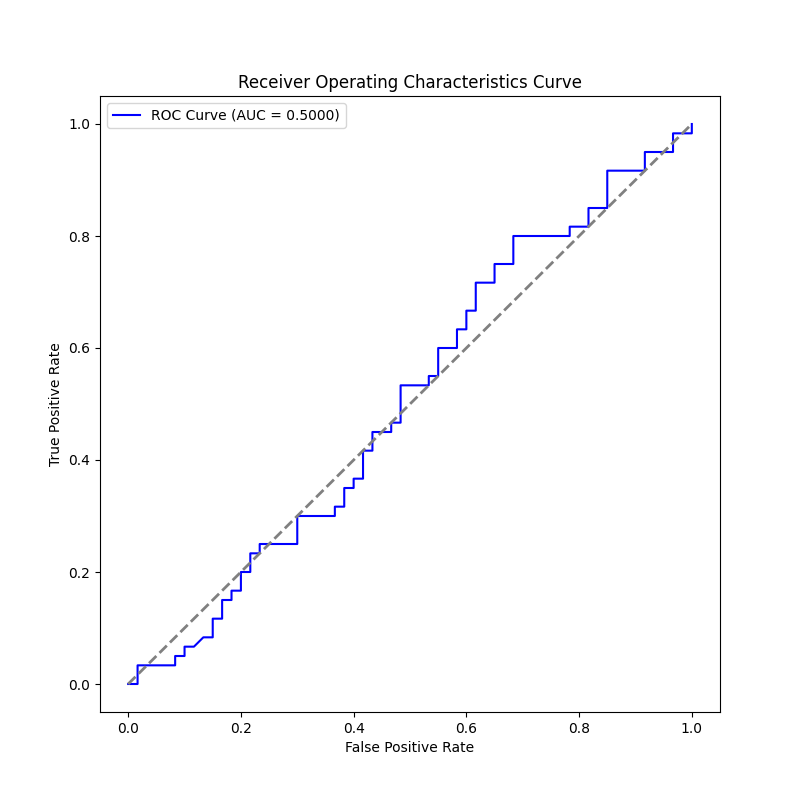 Receiver Operating Characteristics Curve
ROC Curve (AUC = 0.5000)
1.0
0.8
0.6
0.4
0.2
0.0
True Positive Rate
0.0 0.2 0.4 0.6 0.8 1.0
False Positive Rate